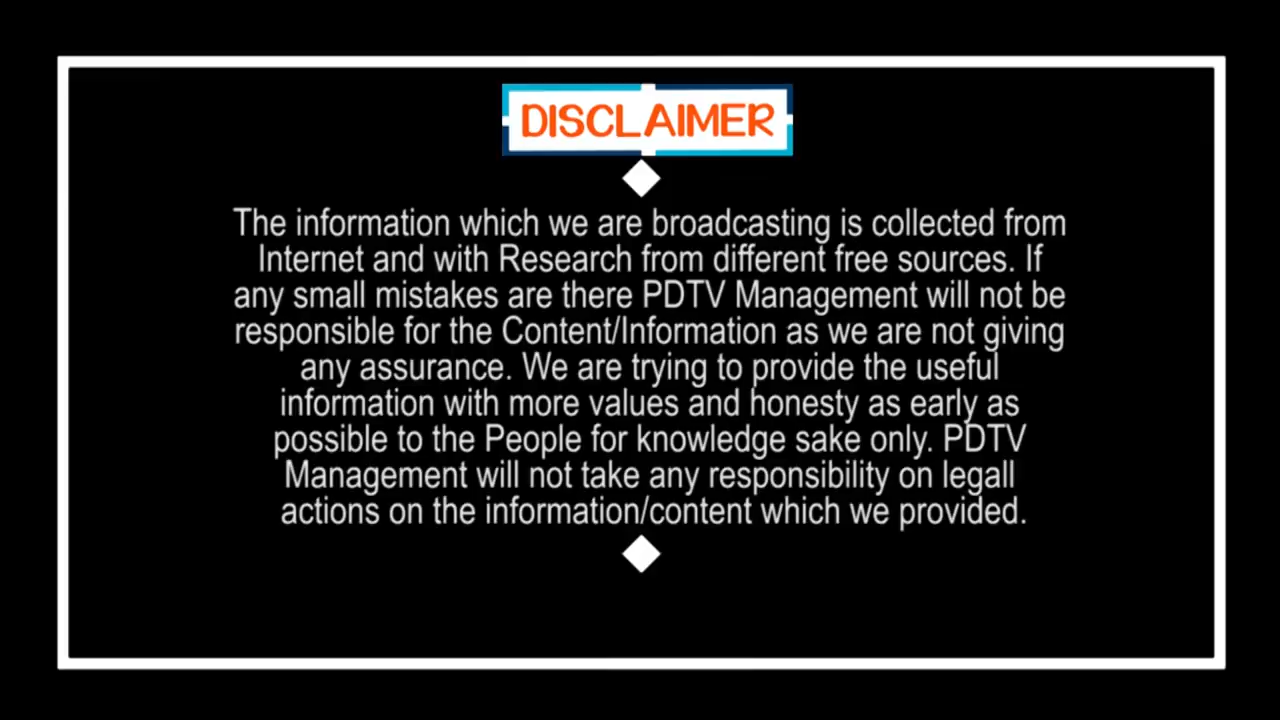 DISCLAIMER
The information which we are broadcasting is collected from
Internet and with Research from different free sources. If
any small mistakes are there PDTV Management will not be
responsible for the Content/Information as we are not giving
any assurance. We are trying to provide the useful
information with more values and honesty as early as
possible to the People for knowledge sake only. PDTV
Management will not take any responsibility on legall
actions on the information/content which we provided.